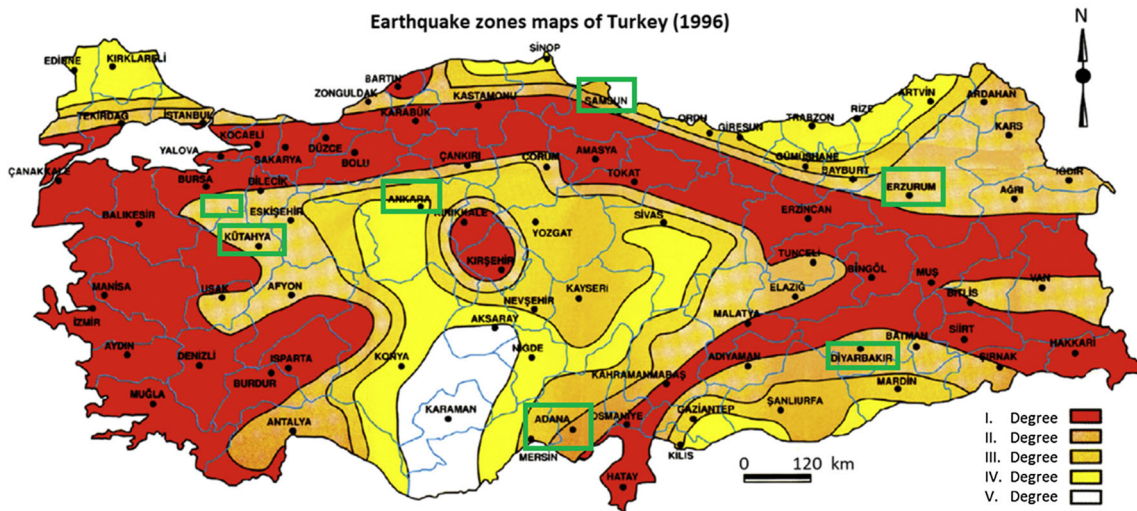 Earthquake zones maps of Turkey (1996)
N
SİNOP
EDİRNE
KIRKLARELİ
BARTIN
ZONGULDAK
KASTAMONU
SAMSUN
ARTVİN
ARDAHAN
TEKİRDAĞ
İSTANBUL
KARABÜK
ORDU
GİRESUN
TRABZON
RİZE
KARS
KOCAELİ
YALOVA
SAKARYA
DÜZCE
BOLU
ÇANKIRI
ÇORUM
AMASYA
TOKAT
GÜMÜŞHANE
BAYBURT
ÇANAKKALE
BURSA
BİLECİK
ERZURUM
AĞRI
IĞDIR
BALIKESİR
ESKİŞEHİR
ANKARA
KIRIKKALE
YOZGAT
SİVAS
ERZİNCAN
KÜTAHYA
KIRŞEHİR
TUNCELİ
BİNGÖL
MUŞ
VAN
MANİSA
UŞAK
AFYON
NEVŞEHİR
KAYSERİ
ELAZIĞ
BİTLİS
İZMİR
AKSARAY
MALATYA
AYDIN
DENİZLİ
ISPARTA
KONYA
NİĞDE
BATMAN
SİİRT
HAKKARİ
BURDUR
KAHRAMANMARAŞ
ADIYAMAN
DİYARBAKIR
ŞIRNAK
MUĞLA
MARDİN
KARAMAN
ADANA
OSMANİYE
GAZİANTEP
ŞANLIURFA
ANTALYA
MERSİN
KİLİS
HATAY
0 120 km
I. Degree
II. Degree
III. Degree
IV. Degree
V. Degree